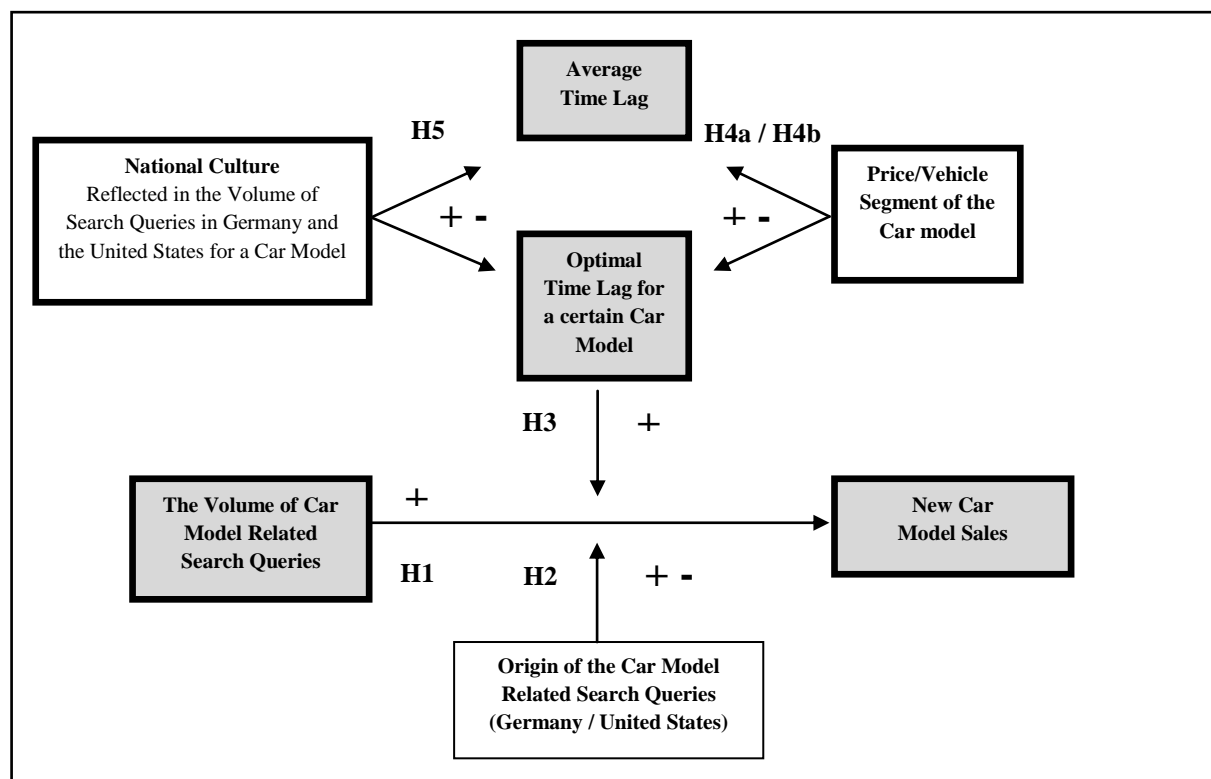 Average
Time Lag
H5
H4a / H4b
National Culture
Reflected in the Volume of
Search Queries in Germany and
the United States for a Car Model
Price/Vehicle
Segment of the
Car model
+ -
+ -
Optimal
Time Lag for
a certain Car
Model
H3
+
The Volume of Car
Model Related
Search Queries
+
H1
New Car
Model Sales
H2
+ -
Origin of the Car Model
Related Search Queries
(Germany / United States)